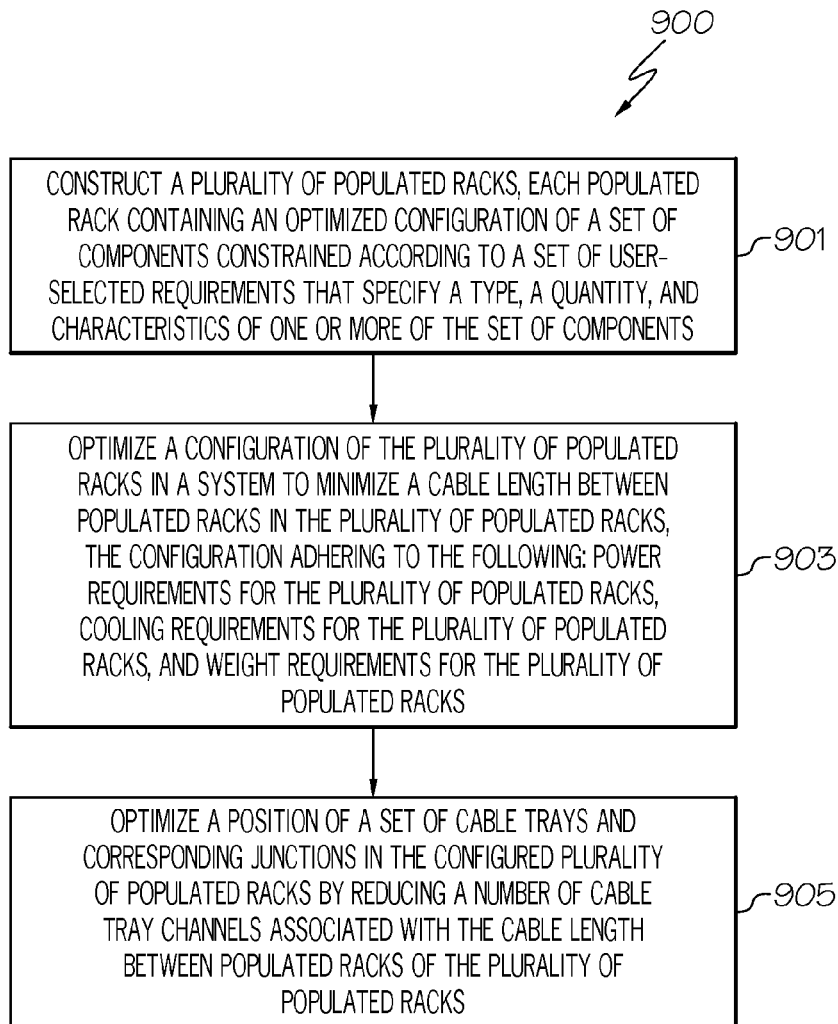 900
CONSTRUCT A PLURALITY OF POPULATED RACKS, EACH POPULATED
RACK CONTAINING AN OPTIMIZED CONFIGURATION OF A SET OF
COMPONENTS CONSTRAINED ACCORDING TO A SET OF USER-
SELECTED REQUIREMENTS THAT SPECIFY A TYPE, A QUANTITY, AND
CHARACTERISTICS OF ONE OR MORE OF THE SET OF COMPONENTS
901
OPTIMIZE A CONFIGURATION OF THE PLURALITY OF POPULATED
RACKS IN A SYSTEM TO MINIMIZE A CABLE LENGTH BETWEEN
POPULATED RACKS IN THE PLURALITY OF POPULATED RACKS,
THE CONFIGURATION ADHERING TO THE FOLLOWING: POWER
REQUIREMENTS FOR THE PLURALITY OF POPULATED RACKS,
COOLING REQUIREMENTS FOR THE PLURALITY OF POPULATED
RACKS, AND WEIGHT REQUIREMENTS FOR THE PLURALITY OF
POPULATED RACKS
903
OPTIMIZE A POSITION OF A SET OF CABLE TRAYS AND
CORRESPONDING JUNCTIONS IN THE CONFIGURED PLURALITY
OF POPULATED RACKS BY REDUCING A NUMBER OF CABLE
TRAY CHANNELS ASSOCIATED WITH THE CABLE LENGTH
BETWEEN POPULATED RACKS OF THE PLURALITY OF
POPULATED RACKS
905